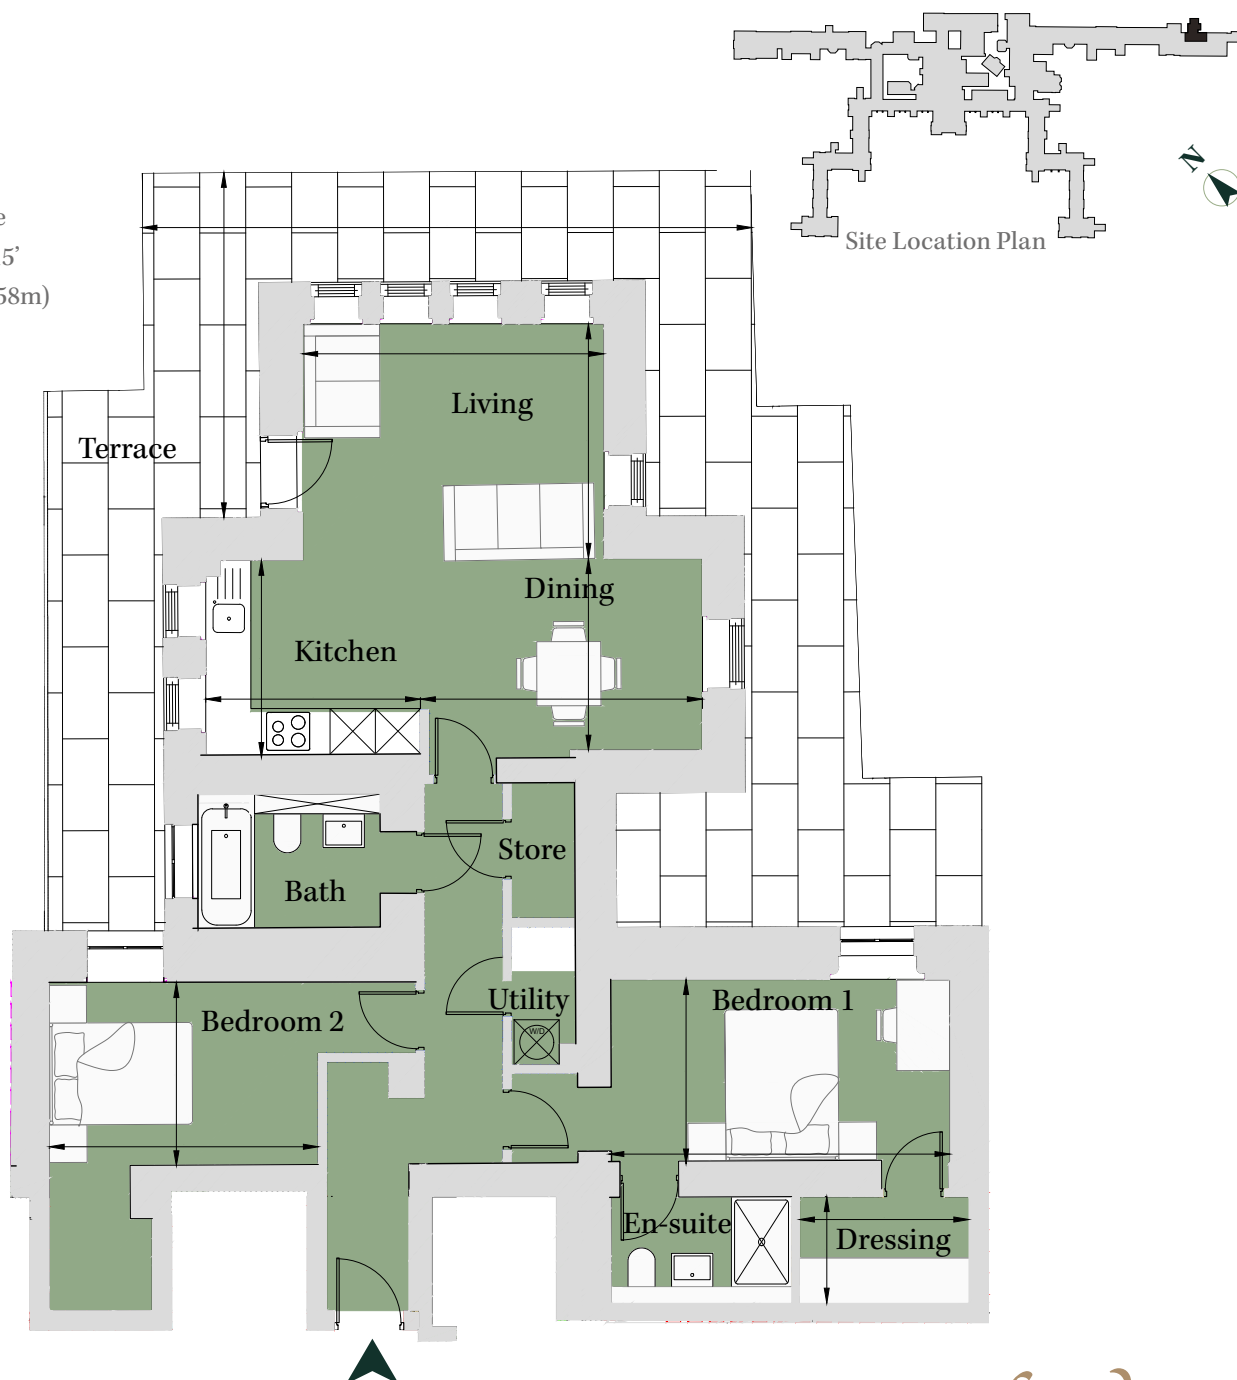 N
Site Location Plan
e
5’
58m)
Living
Terrace
Dining
Kitchen
Store
Bath
Utility
Bedroom 1
Bedroom 2
W/D
En-suite
Dressing